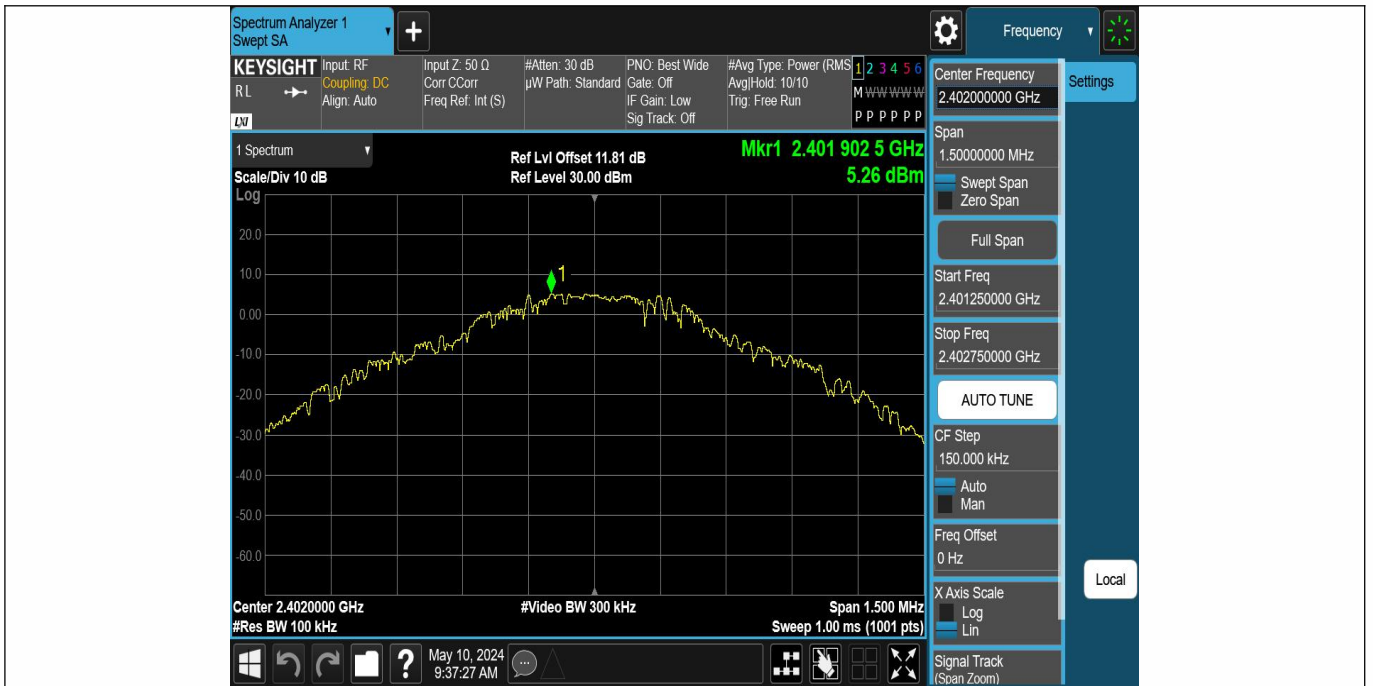 Spectrum Analyzer 1
Swept SA
+
Frequency
KEYSIGHT
RL
LXI
Input: RF
Coupling: DC
Align: Auto
Input Z: 50 Ω
Corr CCorr
Freq Ref: Int (S)
#Atten: 30 dB
µW Path: Standard
PNO: Best Wide
Gate: Off
IF Gain: Low
Sig Track: Off
#Avg Type: Power (RMS
Avg|Hold: 10/10
Trig: Free Run
1 2 3 4 5 6
M W W W W W
P P P P P P
1 Spectrum
Scale/Div 10 dB
Log
Ref Lvl Offset 11.81 dB
Ref Level 30.00 dBm
Mkr1 2.401 902 5 GHz
5.26 dBm
20.0
10.0
1
0.00
-10.0
-20.0
-30.0
-40.0
-50.0
-60.0
Center 2.4020000 GHz
#Video BW 300 kHz
Span 1.500 MHz
#Res BW 100 kHz
Sweep 1.00 ms (1001 pts)
?
May 10, 2024
9:37:27 AM
Center Frequency
2.402000000 GHz
Settings
Span
1.50000000 MHz
Swept Span
Zero Span
Full Span
Start Freq
2.401250000 GHz
Stop Freq
2.402750000 GHz
AUTO TUNE
CF Step
150.000 kHz
Auto
Man
Freq Offset
0 Hz
Local
X Axis Scale
Log
Lin
Signal Track
(Span Zoom)